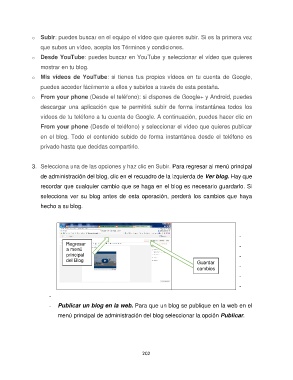 o Subir: puedes buscar en el equipo el vídeo que quieres subir. Si es la primera vez
que subes un vídeo, acepta los Términos y condiciones.
o Desde YouTube: puedes buscar en YouTube y seleccionar el vídeo que quieres
mostrar en tu blog.
o Mis vídeos de YouTube: si tienes tus propios vídeos en tu cuenta de Google,
puedes acceder fácilmente a ellos y subirlos a través de esta pestaña.
o From your phone (Desde el teléfono): si dispones de Google+ y Android, puedes
descargar una aplicación que te permitirá subir de forma instantánea todos los
vídeos de tu teléfono a tu cuenta de Google. A continuación, puedes hacer clic en
From your phone (Desde el teléfono) y seleccionar el vídeo que quieres publicar
en el blog. Todo el contenido subido de forma instantánea desde el teléfono es
privado hasta que decidas compartirlo.
3. Selecciona una de las opciones y haz clic en Subir. Para regresar al menú principal
de administración del blog, clic en el recuadro de la izquierda de Ver blog. Hay que
recordar que cualquier cambio que se haga en el blog es necesario guardarlo. Si
selecciona ver su blog antes de esta operación, perderá los cambios que haya
hecho a su blog.
Regresar
a menú
principal
del Blog
Guardar
cambios
- Publicar un blog en la web. Para que un blog se publique en la web en el
menú principal de administración del blog seleccionar la opción Publicar.
202